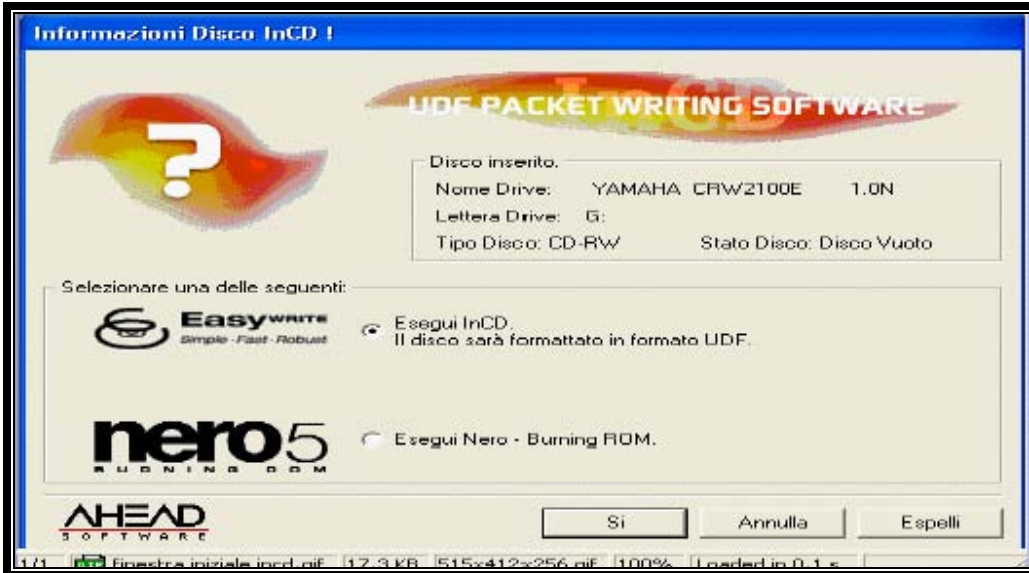 Informazioni Disco InCD !
InCD
UDF PACKET WRITING SOFTWARE
Disco inserito.
Nome Drive: YAMAHA CRW2100E 1.0N
Lettera Drive: G:
Tipo Disco: CD-RW Stato Disco: Disco Vuoto
Selezionare una delle seguenti:
EasyWRITE
Simple - Fast - Robust
Esegui InCD.
Il disco sarà formattato in formato UDF.
nero5
BURNING ROM
Esegui Nero - Burning ROM.
AHEAD
SOFTWARE
Si Annulla Espelli
1/1 finestra iniziale incd.gif 17.3 KB 515x412x256 gif 100% Loaded in 0.1 s